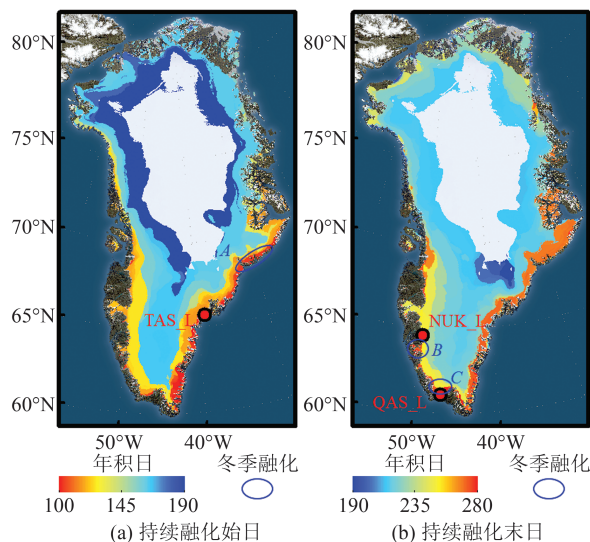 80°N
75°N
70°N
65°N
60°N
A
TAS_L
50°W 40°W
年积日 冬季融化
100 145 190
(a) 持续融化始日
80°N
75°N
70°N
65°N
60°N
NUK_L
B
C
QAS_L
50°W 40°W
年积日 冬季融化
190 235 280
(b) 持续融化末日